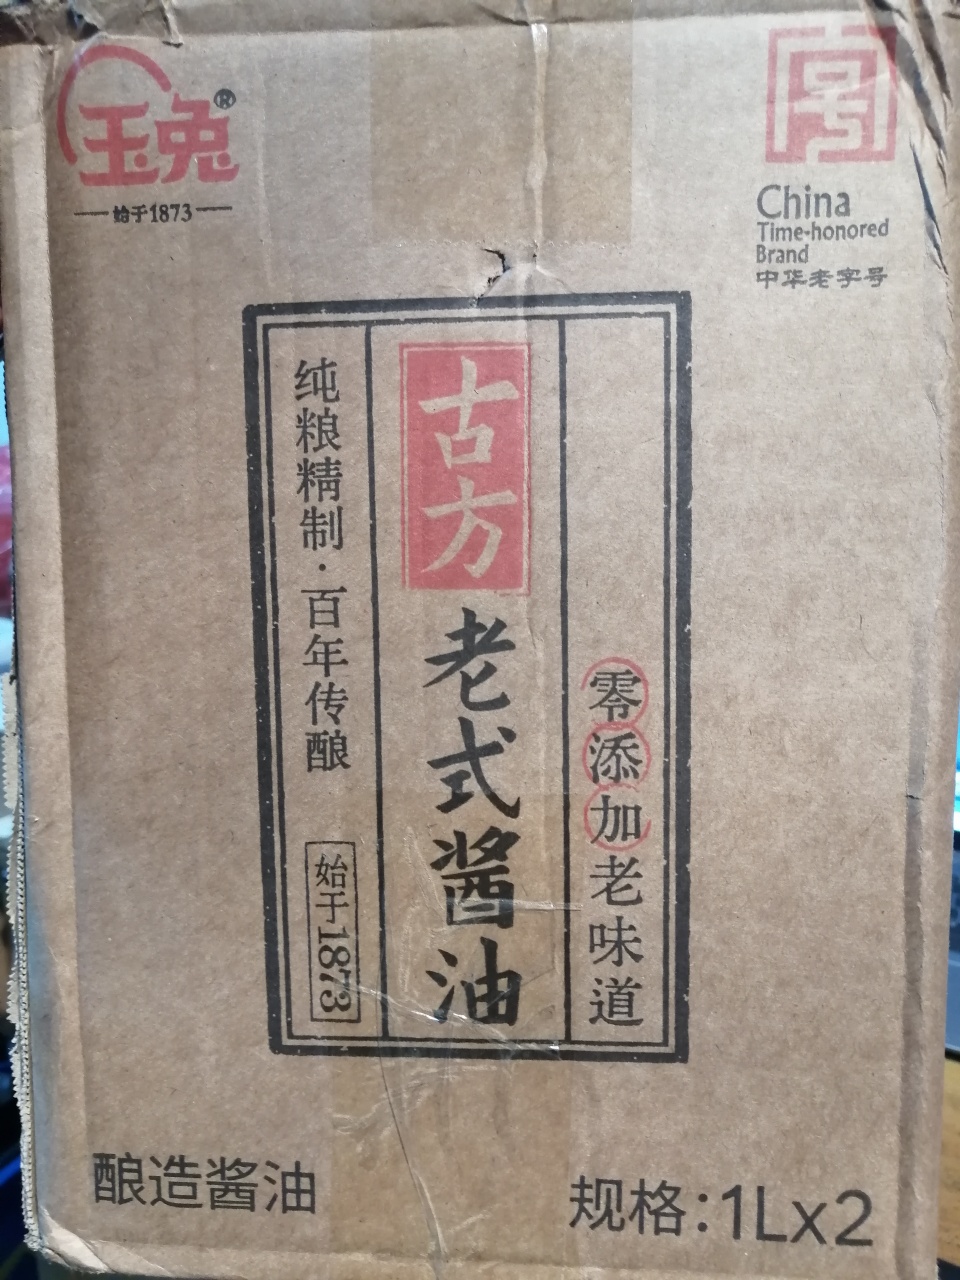 玉兔®
始于1873
China
Time-honored
Brand
中华老字号
零添加老味道
古方
老式酱油
纯粮精制·百年传酿
始于1873
酿造酱油
规格:1Lx2